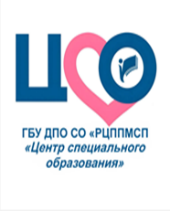 ЦСО
ГБУ ДПО СО «РЦППМСП
«Центр специального
образования»